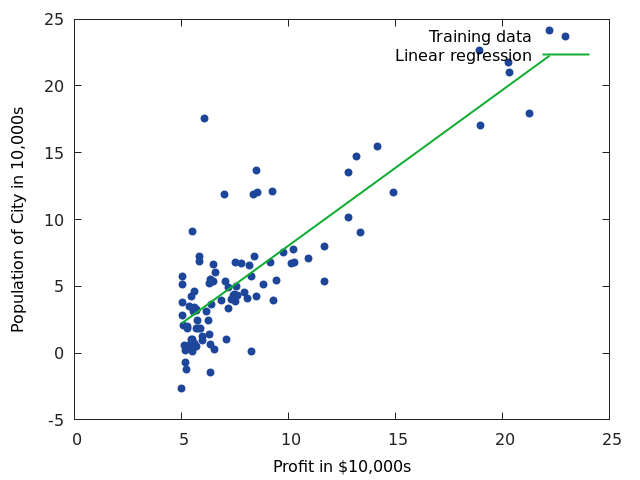 25
20
15
10
5
0
-5
0 5 10 15 20 25
Population of City in 10,000s
Profit in $10,000s
Training data
Linear regression